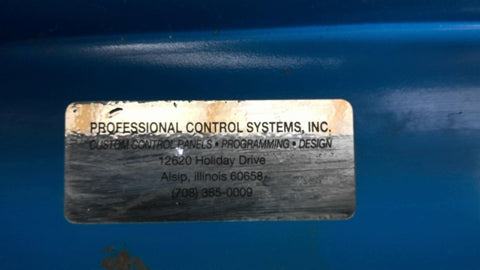 PROFESSIONAL CONTROL SYSTEMS, INC.
CUSTOM CONTROL PANELS • PROGRAMMING • DESIGN
12620 Holiday Drive
Alsip, Illinois 60658
(708) 385-0009